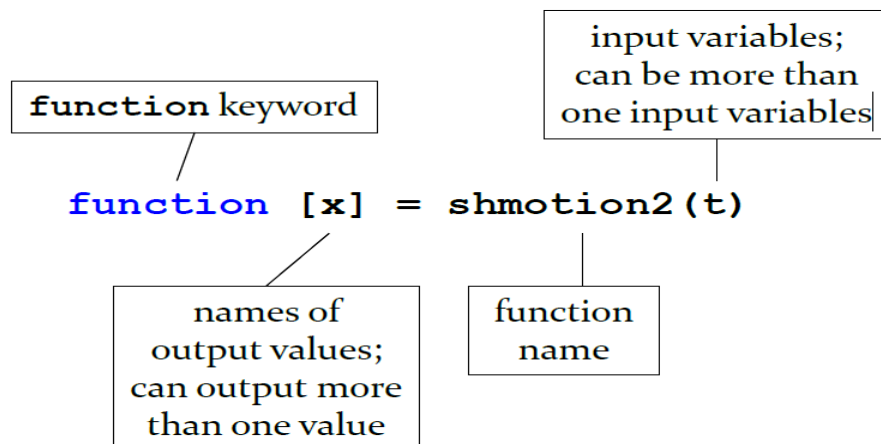 input variables;
can be more than
one input variables
function keyword
function [x] = shmotion2(t)
names of
output values;
can output more
than one value
function
name